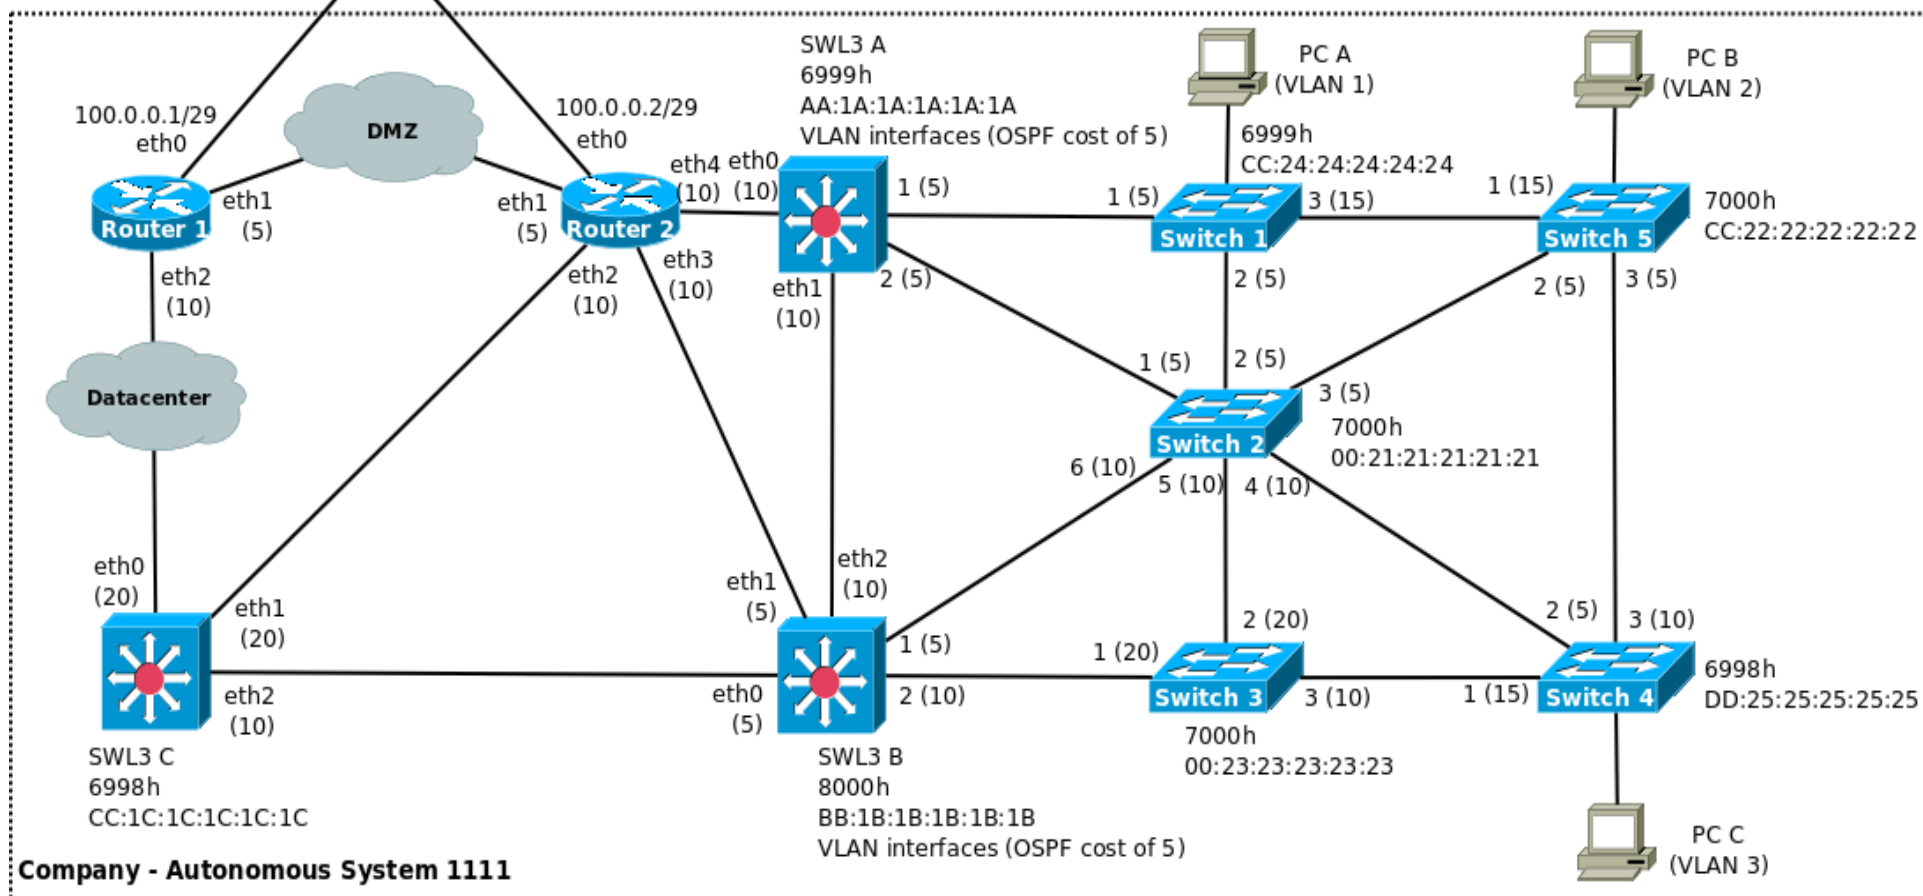 SWL3 A
6999h
AA:1A:1A:1A:1A:1A
VLAN interfaces (OSPF cost of 5)
PC A
(VLAN 1)
PC B
(VLAN 2)
100.0.0.1/29
eth0
DMZ
100.0.0.2/29
eth0
6999h
CC:24:24:24:24:24
eth1
(5)
Router 1
eth1
(5)
Router 2
eth4
(10)
eth0
(10)
1 (5)
1 (5)
Switch 1
3 (15)
1 (15)
Switch 5
7000h
CC:22:22:22:22:22
eth2
(10)
eth2
(10)
eth3
(10)
eth1
(10)
2 (5)
2 (5)
2 (5)
3 (5)
Datacenter
1 (5)
2 (5)
3 (5)
Switch 2
7000h
00:21:21:21:21:21
6 (10)
5 (10)
4 (10)
eth0
(20)
eth1
(20)
eth1
(5)
eth2
(10)
1 (5)
2 (20)
2 (5)
3 (10)
eth2
(10)
eth0
(5)
2 (10)
1 (20)
Switch 3
3 (10)
1 (15)
Switch 4
6998h
DD:25:25:25:25:25
7000h
00:23:23:23:23:23
SWL3 C
6998h
CC:1C:1C:1C:1C:1C
SWL3 B
8000h
BB:1B:1B:1B:1B:1B
VLAN interfaces (OSPF cost of 5)
PC C
(VLAN 3)
Company - Autonomous System 1111